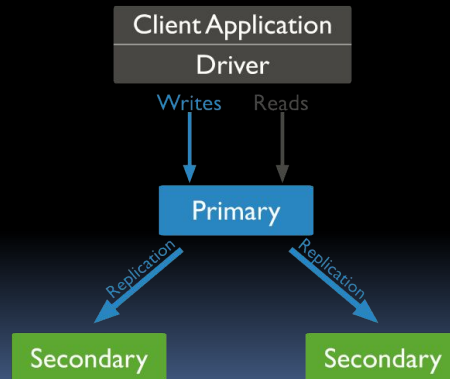 Client Application
Driver
Writes Reads
Primary
Replication Replication
Secondary Secondary